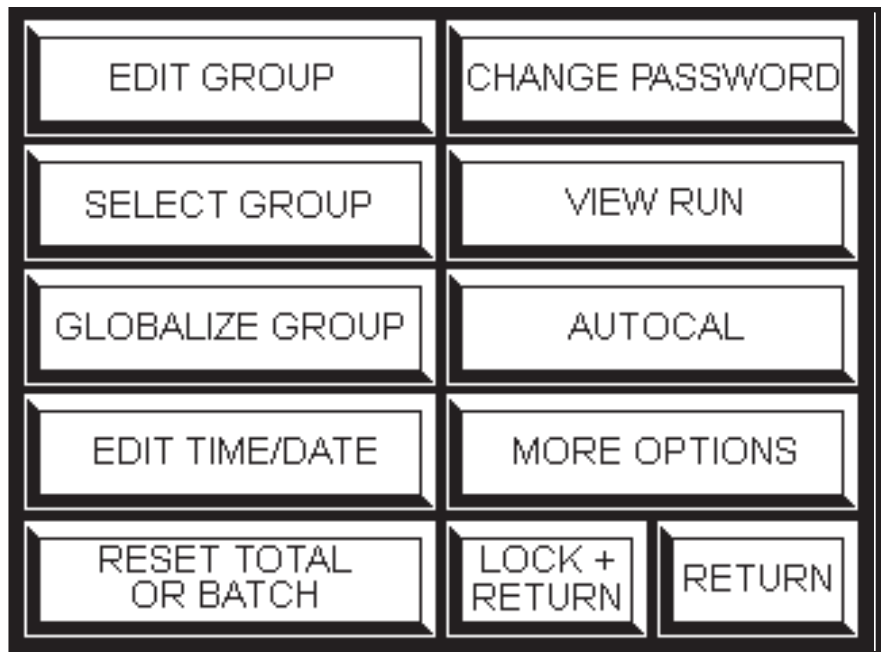 EDIT GROUP
CHANGE PASSWORD
SELECT GROUP
VIEW RUN
GLOBALIZE GROUP
AUTOCAL
EDIT TIME/DATE
MORE OPTIONS
RESET TOTAL
OR BATCH
LOCK +
RETURN
RETURN